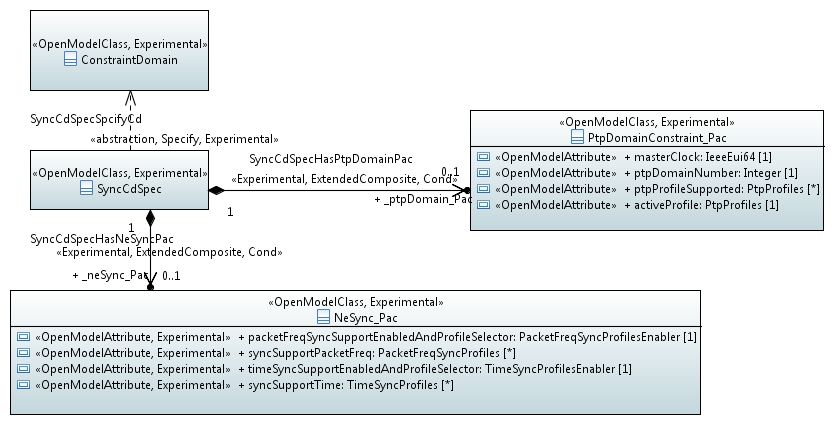 «OpenModelClass, Experimental»
ConstraintDomain
SyncCdSpecSpcifyCd
«abstraction, Specify, Experimental»
«OpenModelClass, Experimental»
SyncCdSpec
SyncCdSpecHasPtpDomainPac
«Experimental, ExtendedComposite, Cond»
0..1
1
+ _ptpDomain_Pac
«OpenModelClass, Experimental»
PtpDomainConstraint_Pac
«OpenModelAttribute» + masterClock: IeeeEui64 [1]
«OpenModelAttribute» + ptpDomainNumber: Integer [1]
«OpenModelAttribute» + ptpProfileSupported: PtpProfiles [*]
«OpenModelAttribute» + activeProfile: PtpProfiles [1]
1
SyncCdSpecHasNeSyncPac
«Experimental, ExtendedComposite, Cond»
+ _neSync_Pac
0..1
«OpenModelClass, Experimental»
NeSync_Pac
«OpenModelAttribute, Experimental» + packetFreqSyncSupportEnabledAndProfileSelector: PacketFreqSyncProfilesEnabler [1]
«OpenModelAttribute, Experimental» + syncSupportPacketFreq: PacketFreqSyncProfiles [*]
«OpenModelAttribute, Experimental» + timeSyncSupportEnabledAndProfileSelector: TimeSyncProfilesEnabler [1]
«OpenModelAttribute, Experimental» + syncSupportTime: TimeSyncProfiles [*]